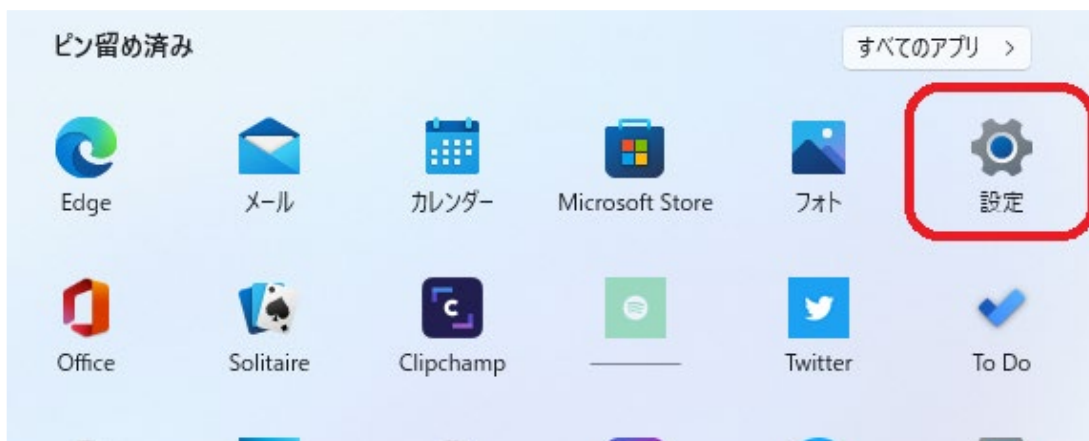 ピン留め済み
すべてのアプリ >
Edge
メール
カレンダー
Microsoft Store
フォト
設定
Office
Solitaire
Clipchamp
Twitter
To Do